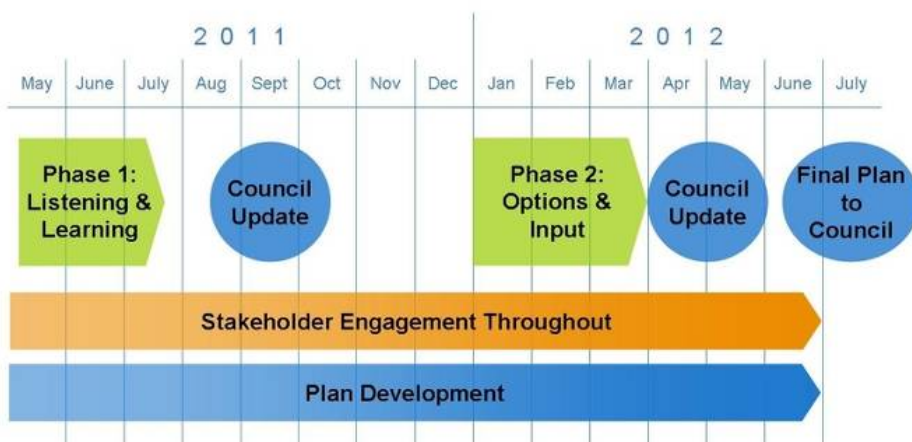 2 0 1 1
2 0 1 2
May June July Aug Sept Oct Nov Dec Jan Feb Mar Apr May June July
Phase 1:
Listening &
Learning
Council
Update
Phase 2:
Options &
Input
Council
Update
Final Plan
to
Council
Stakeholder Engagement Throughout
Plan Development